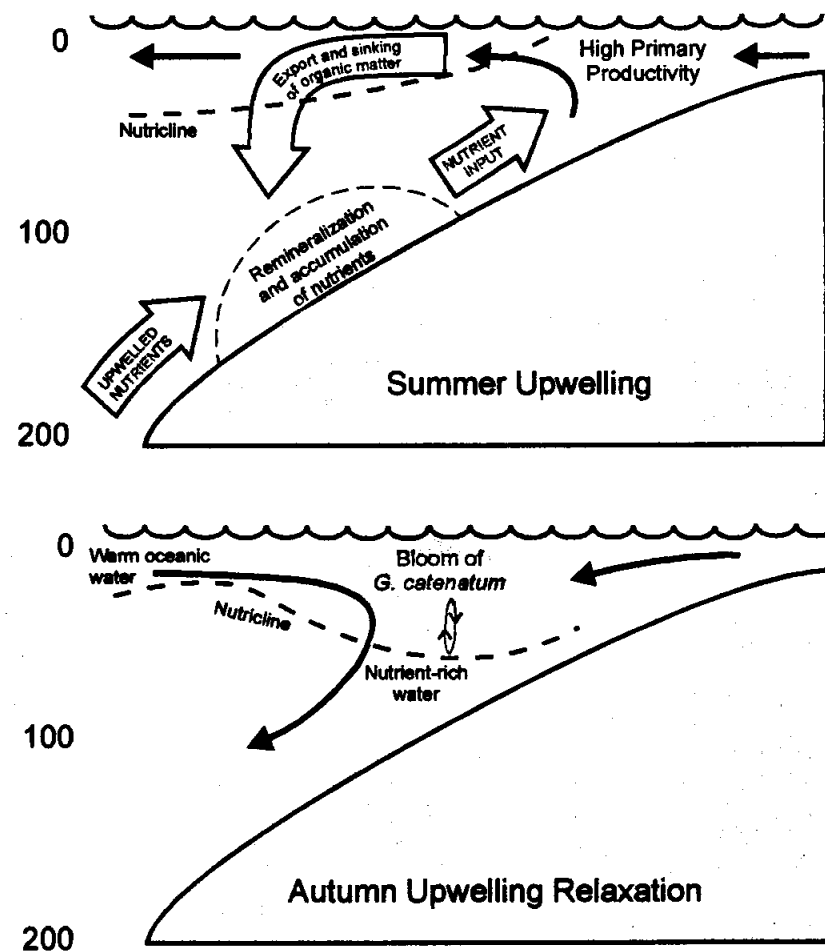 0
Export and sinking
of organic matter
High Primary
Productivity
Nutricline
NUTRIENT
INPUT
100
Remineralization
and accumulation
of nutrients
UPWELLED
NUTRIENTS
Summer Upwelling
200
0
Warm oceanic
water
Bloom of
G. catenatum
Nutricline
Nutrient-rich
water
100
Autumn Upwelling Relaxation
200